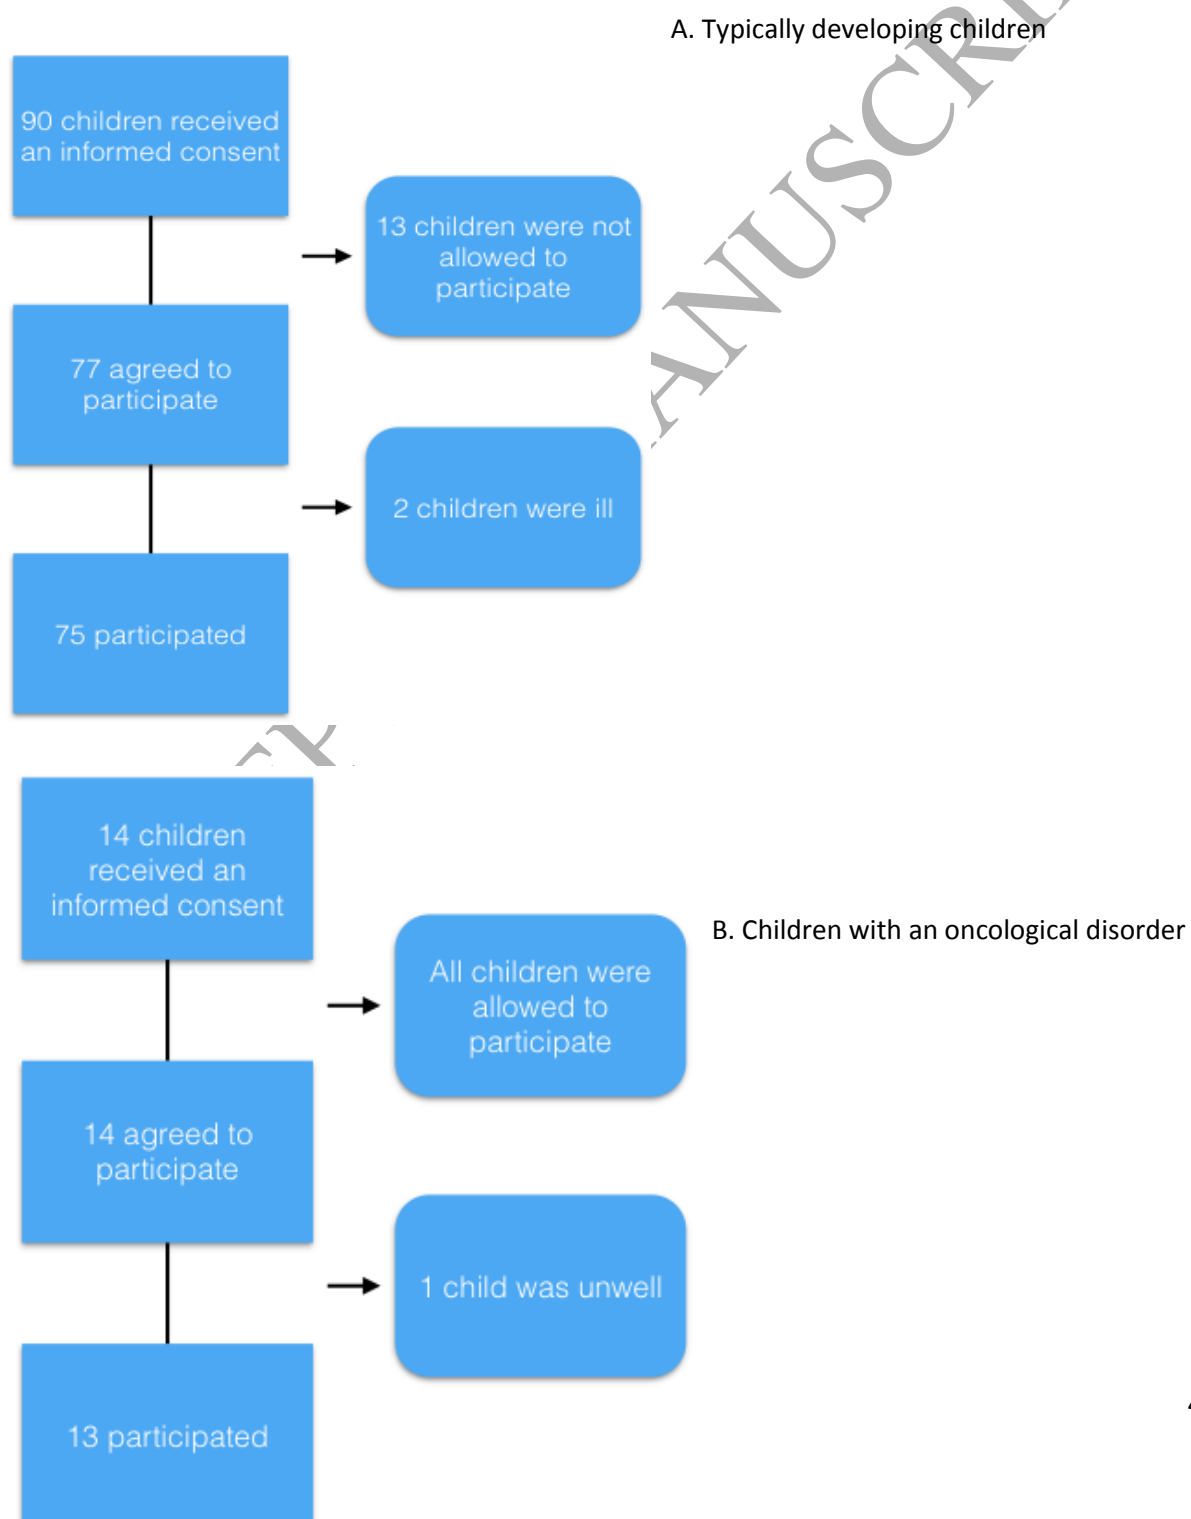 A. Typically developing children
90 children received
an informed consent
13 children were not
allowed to
participate
77 agreed to
participate
2 children were ill
75 participated
14 children
received an
informed consent
B. Children with an oncological disorder
All children were
allowed to
participate
14 agreed to
participate
1 child was unwell
13 participated